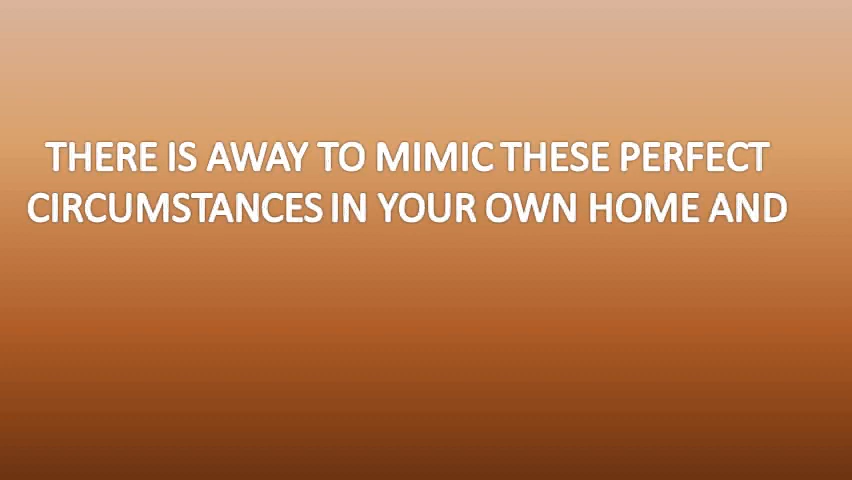 THERE IS AWAY TO MIMIC THESE PERFECT
CIRCUMSTANCES IN YOUR OWN HOME AND